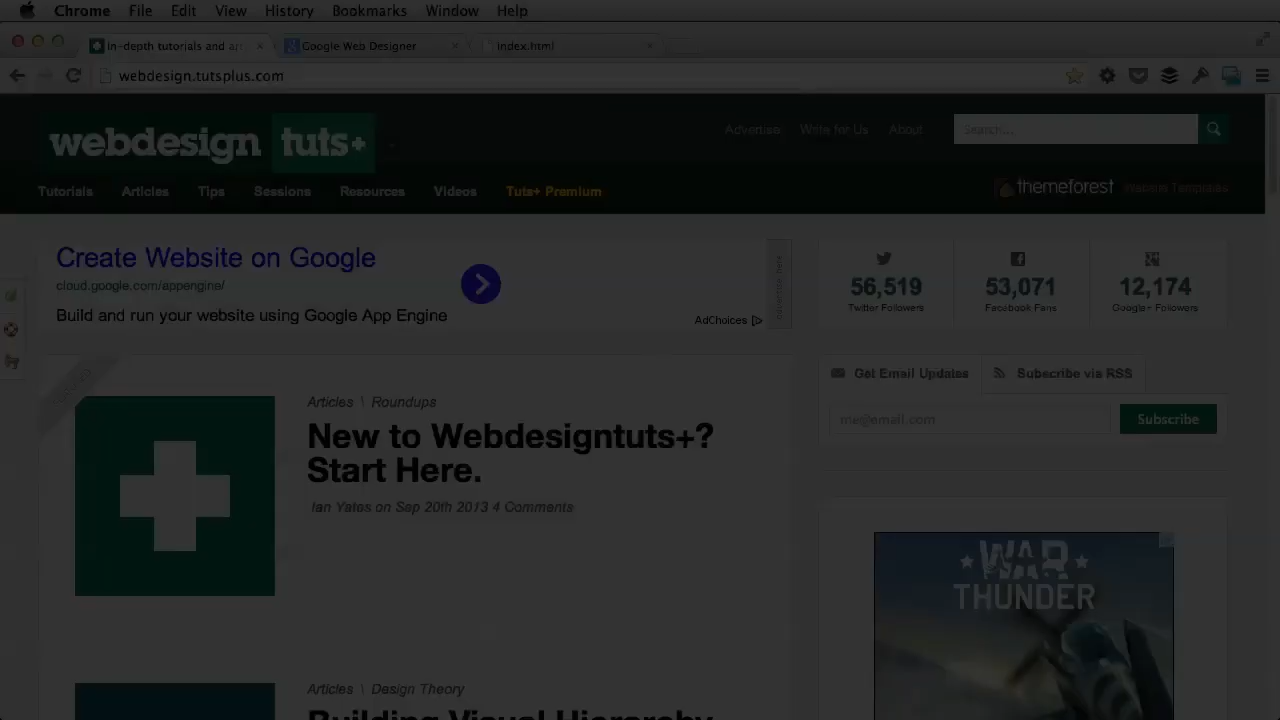 Chrome File Edit View History Bookmarks Window Help
In-depth tutorials and ar Google Web Designer Index.html
webdesign.tutsplus.com
webdesign tuts+
Advertise Write for Us About Search...
Tutorials Articles Tips Sessions Resources Videos Tuts+ Premium
themeforest Website Templates
Create Website on Google
cloud.google.com/appengine/
Build and run your website using Google App Engine
AdChoices
56,519 53,071 12,174
Twitter Followers Facebook Fans Google+ Followers
Get Email Updates Subscribe via RSS
me@email.com Subscribe
Articles \ Roundups
New to Webdesigntuts+?
Start Here.
Ian Yates on Sep 20th 2013 4 Comments
WAR
THUNDER
Articles \ Design Theory
Building Visual Hierarchy